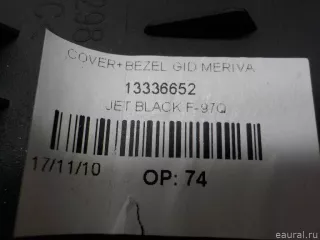 COVER+BEZEL GID MERIVA
13336652
JET BLACK F-97Q
17/11/10
OP: 74
eaural.ru